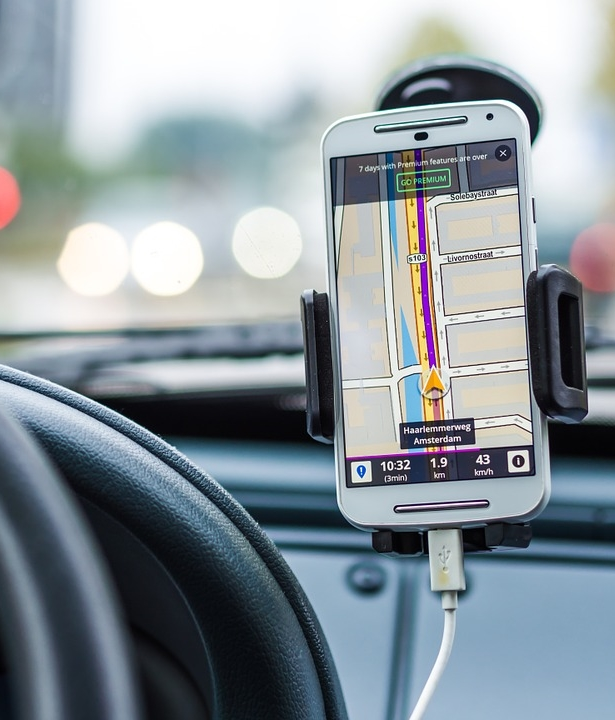 7 days with Premium features are over
GO PREMIUM
Solebaystraat
s103
Livornostraat
Haarlemmerweg
Amsterdam
10:32
(3min)
1.9
km
43
km/h